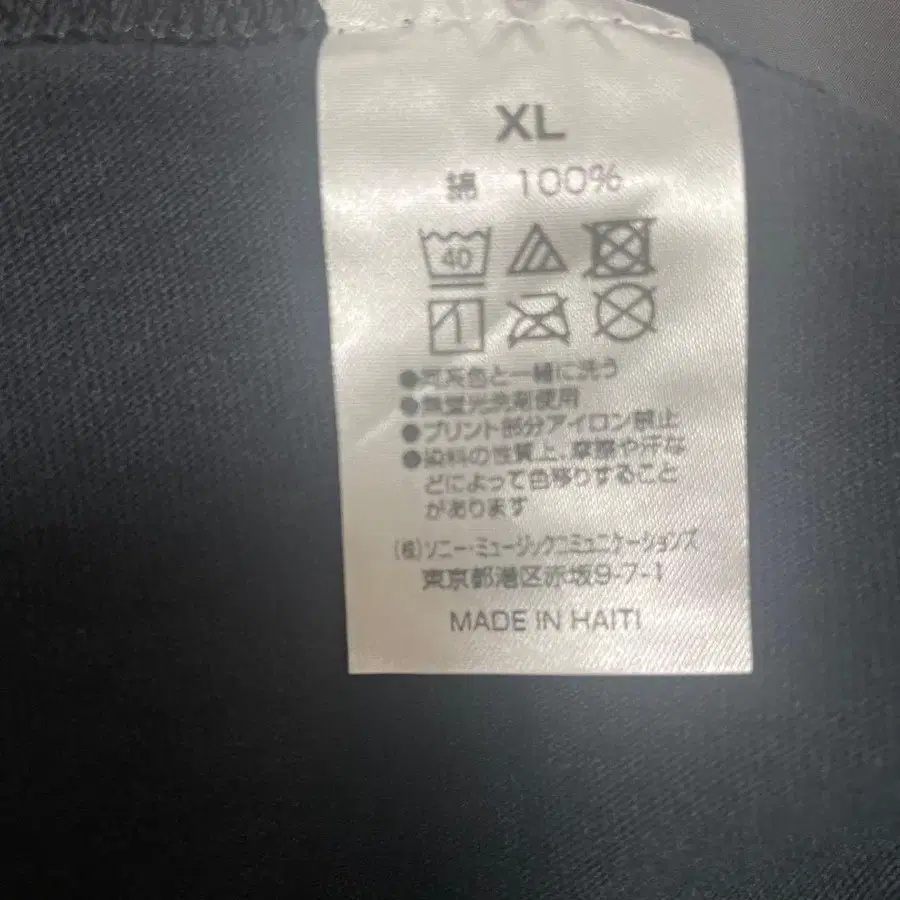 XL
綿 100%
40
●同系色と一緒に洗う
●無蛍光洗剤使用
●プリント部分アイロン禁止
●染料の性質上、摩擦や汗な
どによって色移りすること
があります
(株)ソニー・ミュージックコミュニケーションズ
東京都港区赤坂9-7-1
MADE IN HAITI